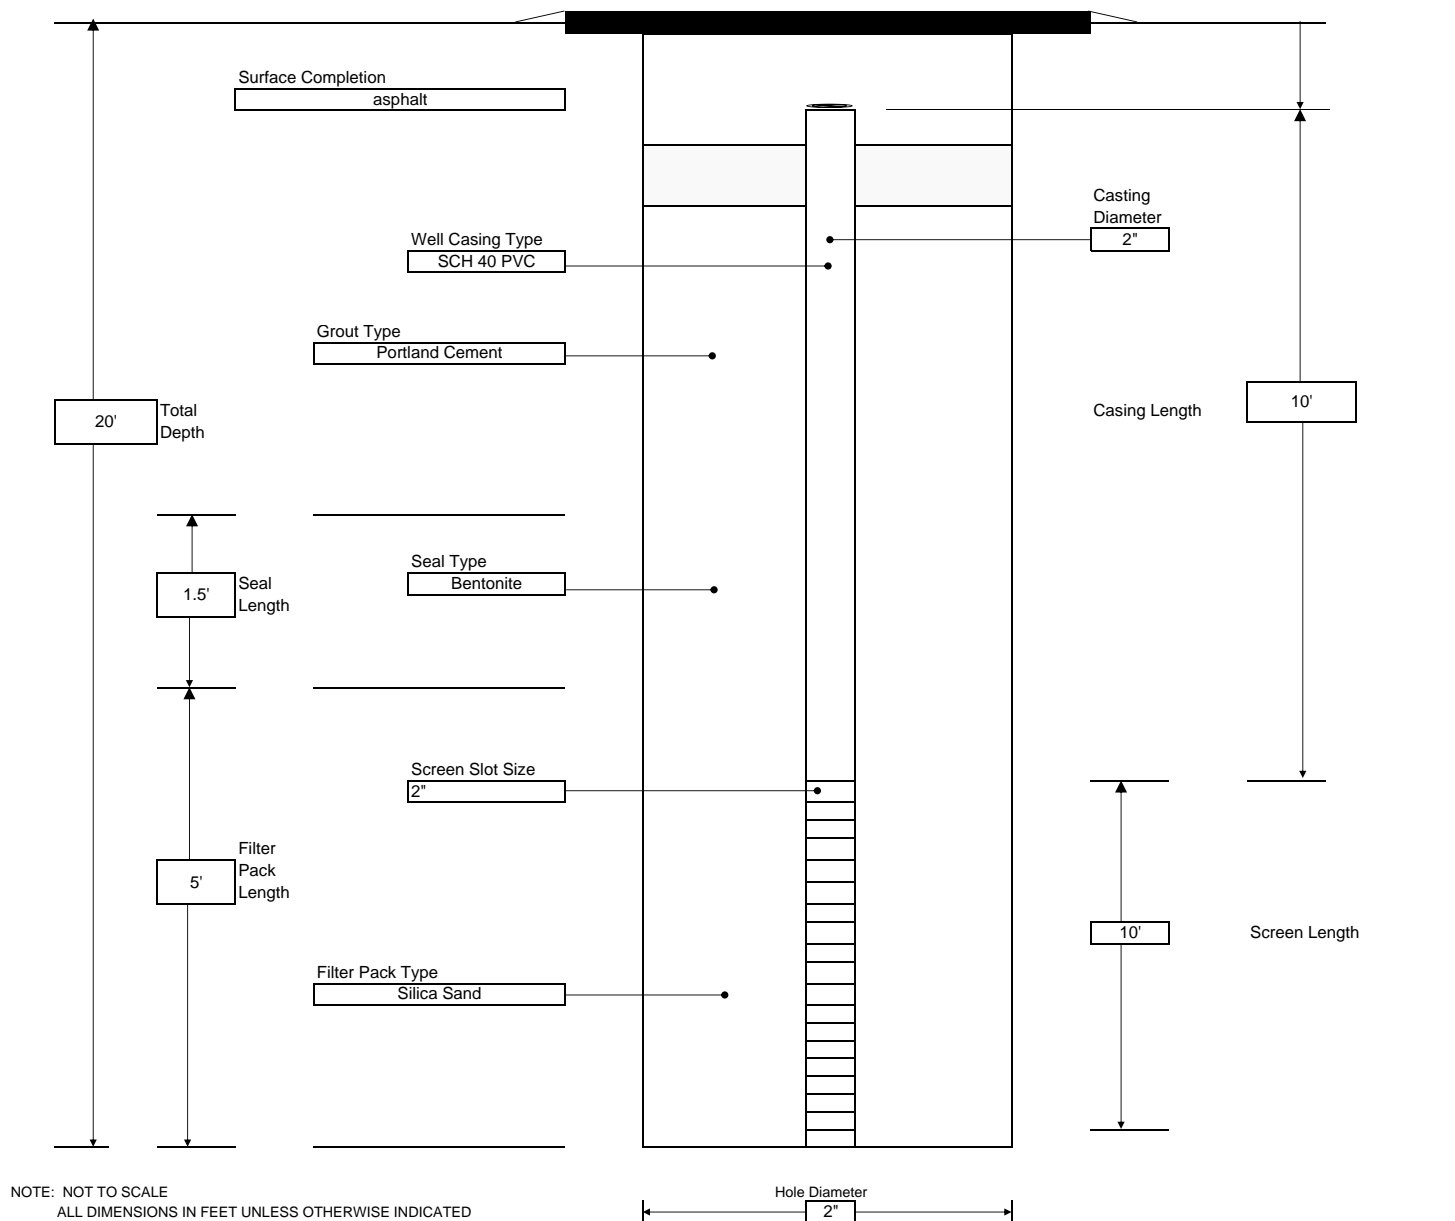 Surface Completion
asphalt
Casting
Diameter
2"
Well Casing Type
SCH 40 PVC
Grout Type
Portland Cement
20'
Total
Depth
Casing Length
10'
Seal Type
Bentonite
1.5'
Seal
Length
Screen Slot Size
2"
Filter
Pack
Length
5'
10'
Screen Length
Filter Pack Type
Silica Sand
NOTE: NOT TO SCALE
ALL DIMENSIONS IN FEET UNLESS OTHERWISE INDICATED
Hole Diameter
2"